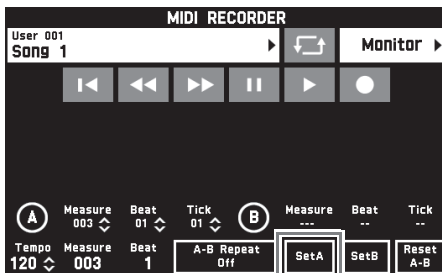 MIDI RECORDER
User 001
Song 1
Monitor
A Measure Beat Tick B Measure Beat Tick
003 01 01 --- -- --
Tempo Measure Beat A-B Repeat SetA SetB Reset
120 003 1 Off A-B